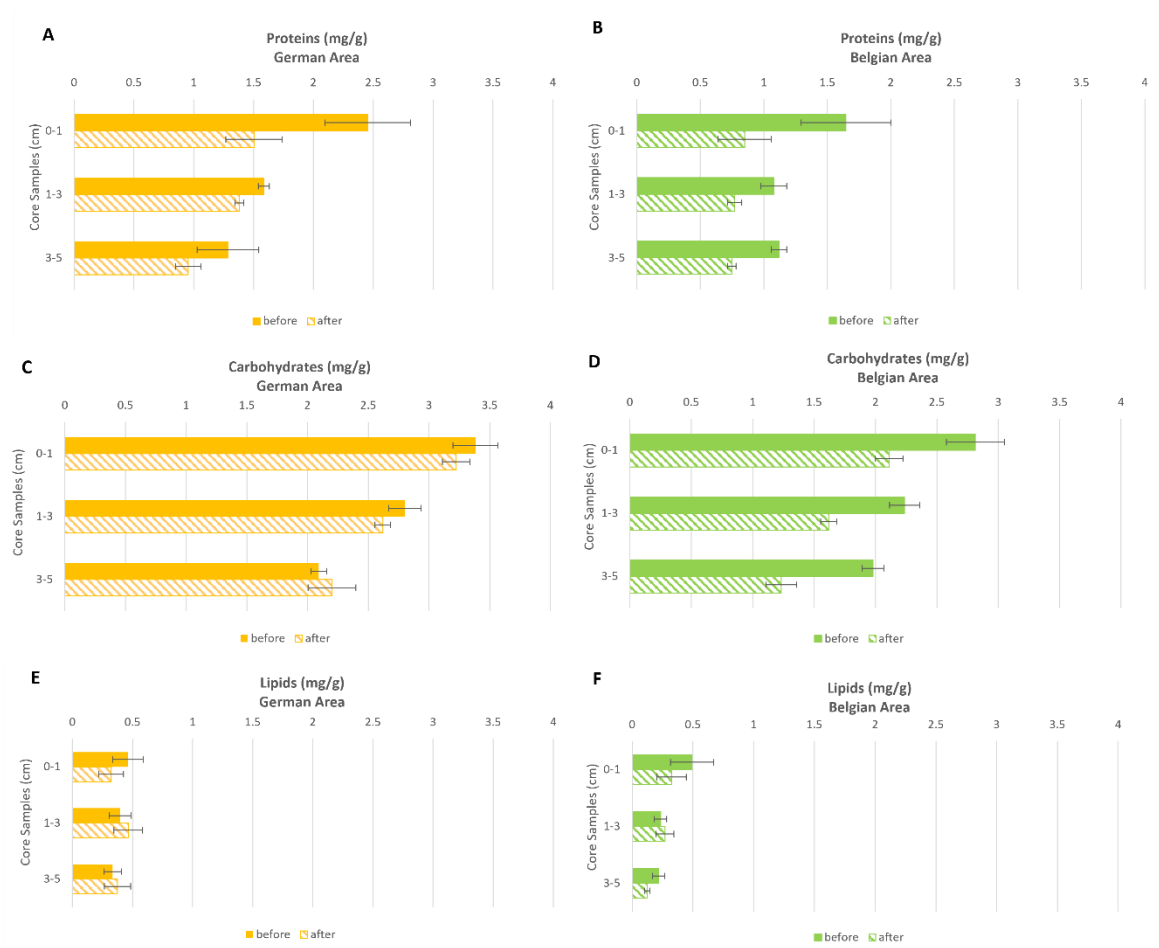 A
Proteins (mg/g)
German Area
0 0.5 1 1.5 2 2.5 3 3.5 4
Core Samples (cm)
0-1
1-3
3-5
before after
B
Proteins (mg/g)
Belgian Area
0 0.5 1 1.5 2 2.5 3 3.5 4
Core Samples (cm)
0-1
1-3
3-5
before after
C
Carbohydrates (mg/g)
German Area
0 0.5 1 1.5 2 2.5 3 3.5 4
Core Samples (cm)
0-1
1-3
3-5
before after
D
Carbohydrates (mg/g)
Belgian Area
0 0.5 1 1.5 2 2.5 3 3.5 4
Core Samples (cm)
0-1
1-3
3-5
before after
E
Lipids (mg/g)
German Area
0 0.5 1 1.5 2 2.5 3 3.5 4
Core Samples (cm)
0-1
1-3
3-5
before after
F
Lipids (mg/g)
Belgian Area
0 0.5 1 1.5 2 2.5 3 3.5 4
Core Samples (cm)
0-1
1-3
3-5
before after